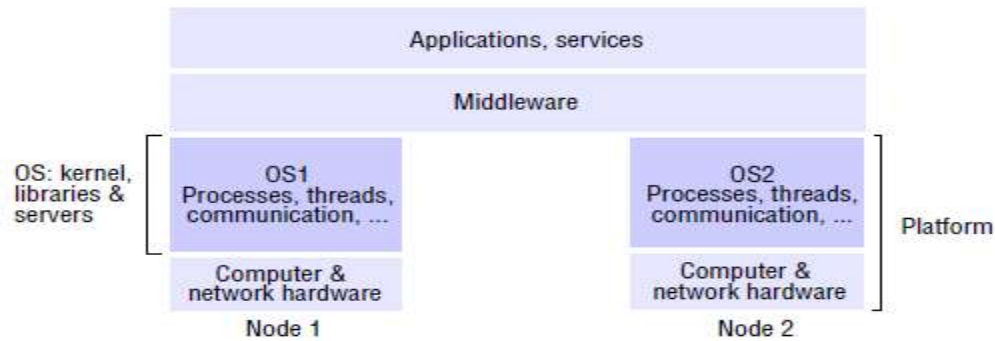 Applications, services
Middleware
OS: kernel,
libraries &
servers
OS1
Processes, threads,
communication, ...
OS2
Processes, threads,
communication, ...
Platform
Computer &
network hardware
Computer &
network hardware
Node 1
Node 2